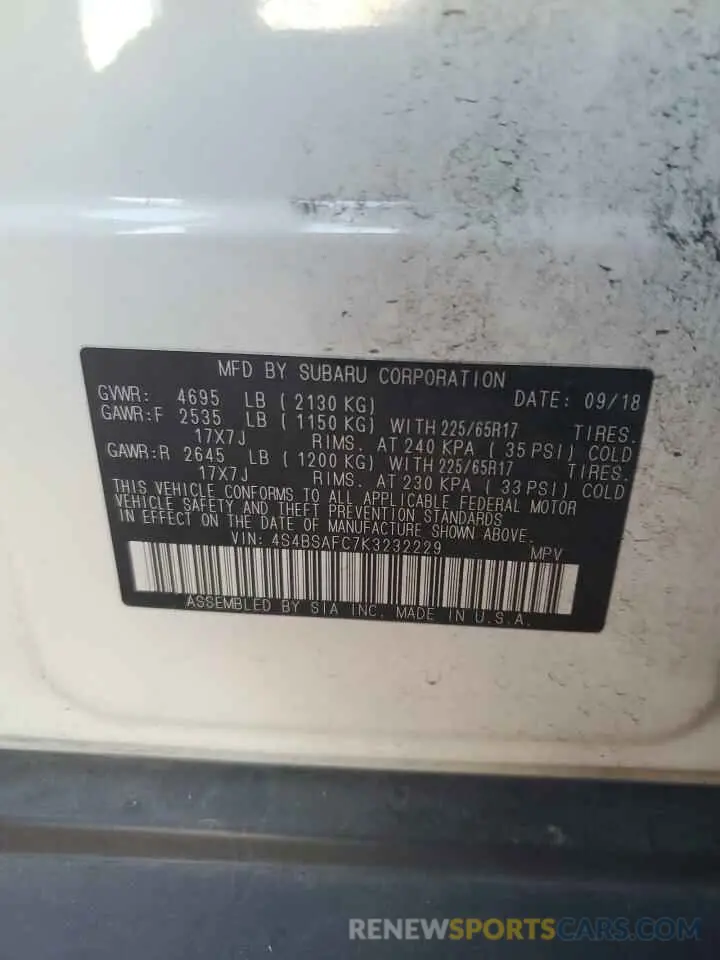 MFD BY SUBARU CORPORATION
GVWR: 4695 LB ( 2130 KG) DATE: 09/18
GAWR:F 2535 LB ( 1150 KG) WITH 225/65R17 TIRES.
17X7J RIMS. AT 240 KPA ( 35 PSI) COLD
GAWR:R 2645 LB ( 1200 KG) WITH 225/65R17 TIRES.
17X7J RIMS. AT 230 KPA ( 33 PSI) COLD
THIS VEHICLE CONFORMS TO ALL APPLICABLE FEDERAL MOTOR
VEHICLE SAFETY AND THEFT PREVENTION STANDARDS
IN EFFECT ON THE DATE OF MANUFACTURE SHOWN ABOVE.
VIN: 4S4BSAFC7K3232229 MPV
ASSEMBLED BY SIA INC. MADE IN U.S.A.
RENEWSPORTSCARS.COM